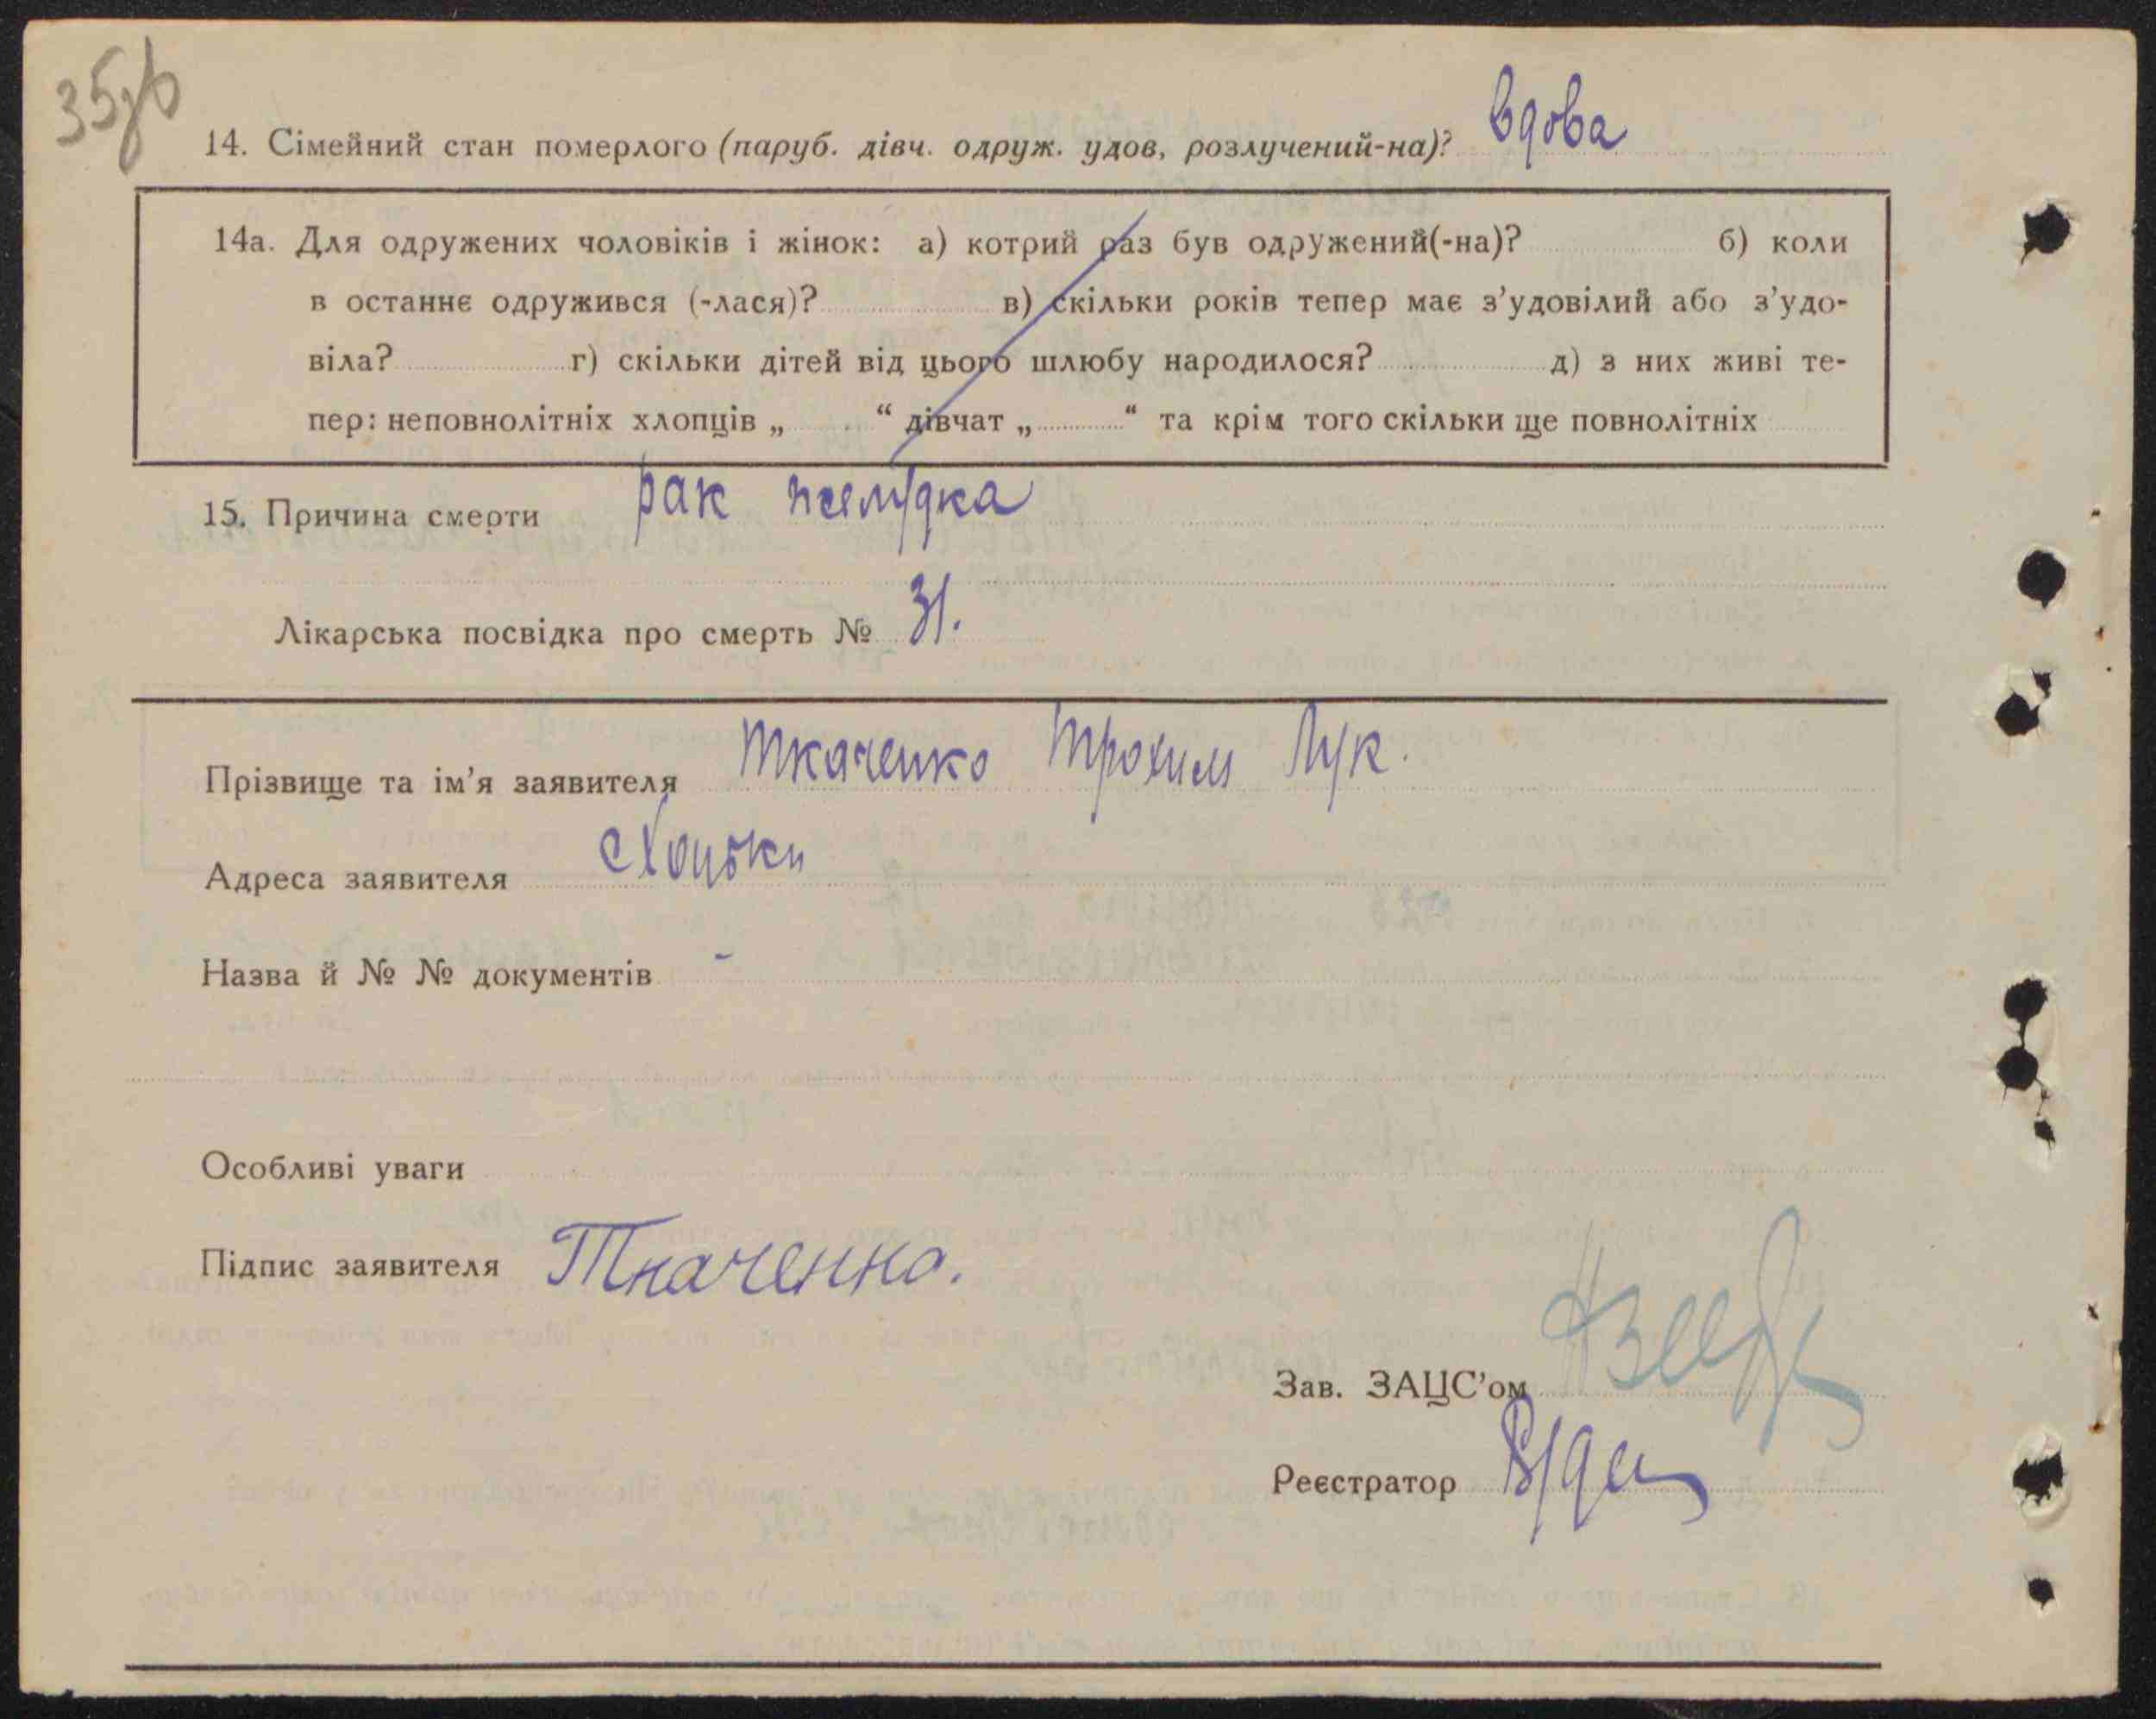 35зв
14. Сімейний стан померлого (паруб. дівч. одруж. удов, розлучений-на)? вдова
14а. Для одружених чоловіків і жінок: а) котрий раз був одружений(-на)? б) коли
в останнє одружився (-лася)? в) скільки років тепер має з’удовілий або з’удо-
віла? г) скільки дітей від цього шлюбу народилося? д) з них живі те-
пер: неповнолітніх хлопців „ “ дівчат „ “ та крім того скільки ще повнолітніх
15. Причина смерти рак желудка
Лікарська посвідка про смерть № 31.
Прізвище та ім’я заявителя Ткаченко Трохим Лук.
Адреса заявителя с Хоцьки
Назва й № № документів -
Особливі уваги
Підпис заявителя Ткаченко.
Зав. ЗАЦС’ом
Реєстратор